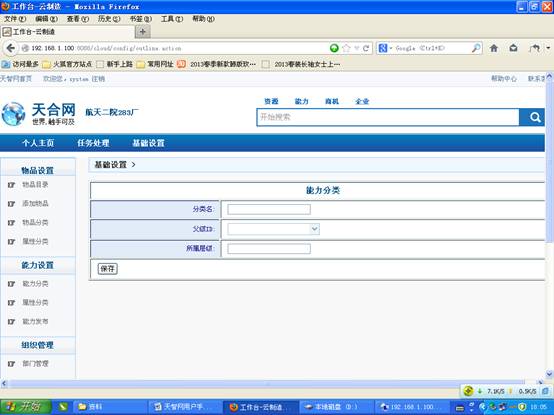 工作台-云制造 - Mozilla Firefox
文件(F) 编辑(E) 查看(V) 历史(S) 书签(B) 工具(T) 帮助(H)
工作台-云制造
192.168.1.100:8080/cloud/config/outline.action
Google <Ctrl+K>
访问最多 火狐官方站点 新手上路 常用网址 2013春季新款韩版欢... 2013春装长袖女士上...
天智网首页 欢迎您,system 注销 帮助中心
天合网
世界,触手可及
航天二院283厂
资源 能力 商机 企业
开始搜索
个人主页 任务处理 基础设置
物品设置
物品目录
添加物品
物品分类
属性分类
能力设置
能力分类
属性分类
能力发布
组织管理
部门管理
基础设置 >
能力分类
分类名:
父级ID:
所属层级:
保存
7.1K/S 0.5K/S
开始 资料 天智网用户手... 工作台-云制造... 本地磁盘 (D:) 192.168.1.100... 18:05